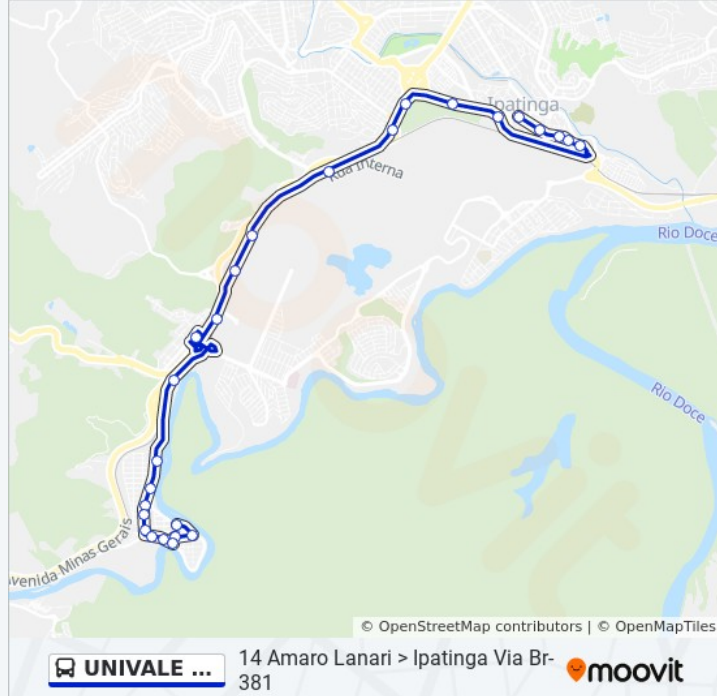 Ipatinga
Rua Interna
Rio Doce
Rio Doce
Avenida Minas Gerais
© OpenStreetMap contributors | © OpenMapTiles
UNIVALE ...
14 Amaro Lanari > Ipatinga Via Br-
381
moovit